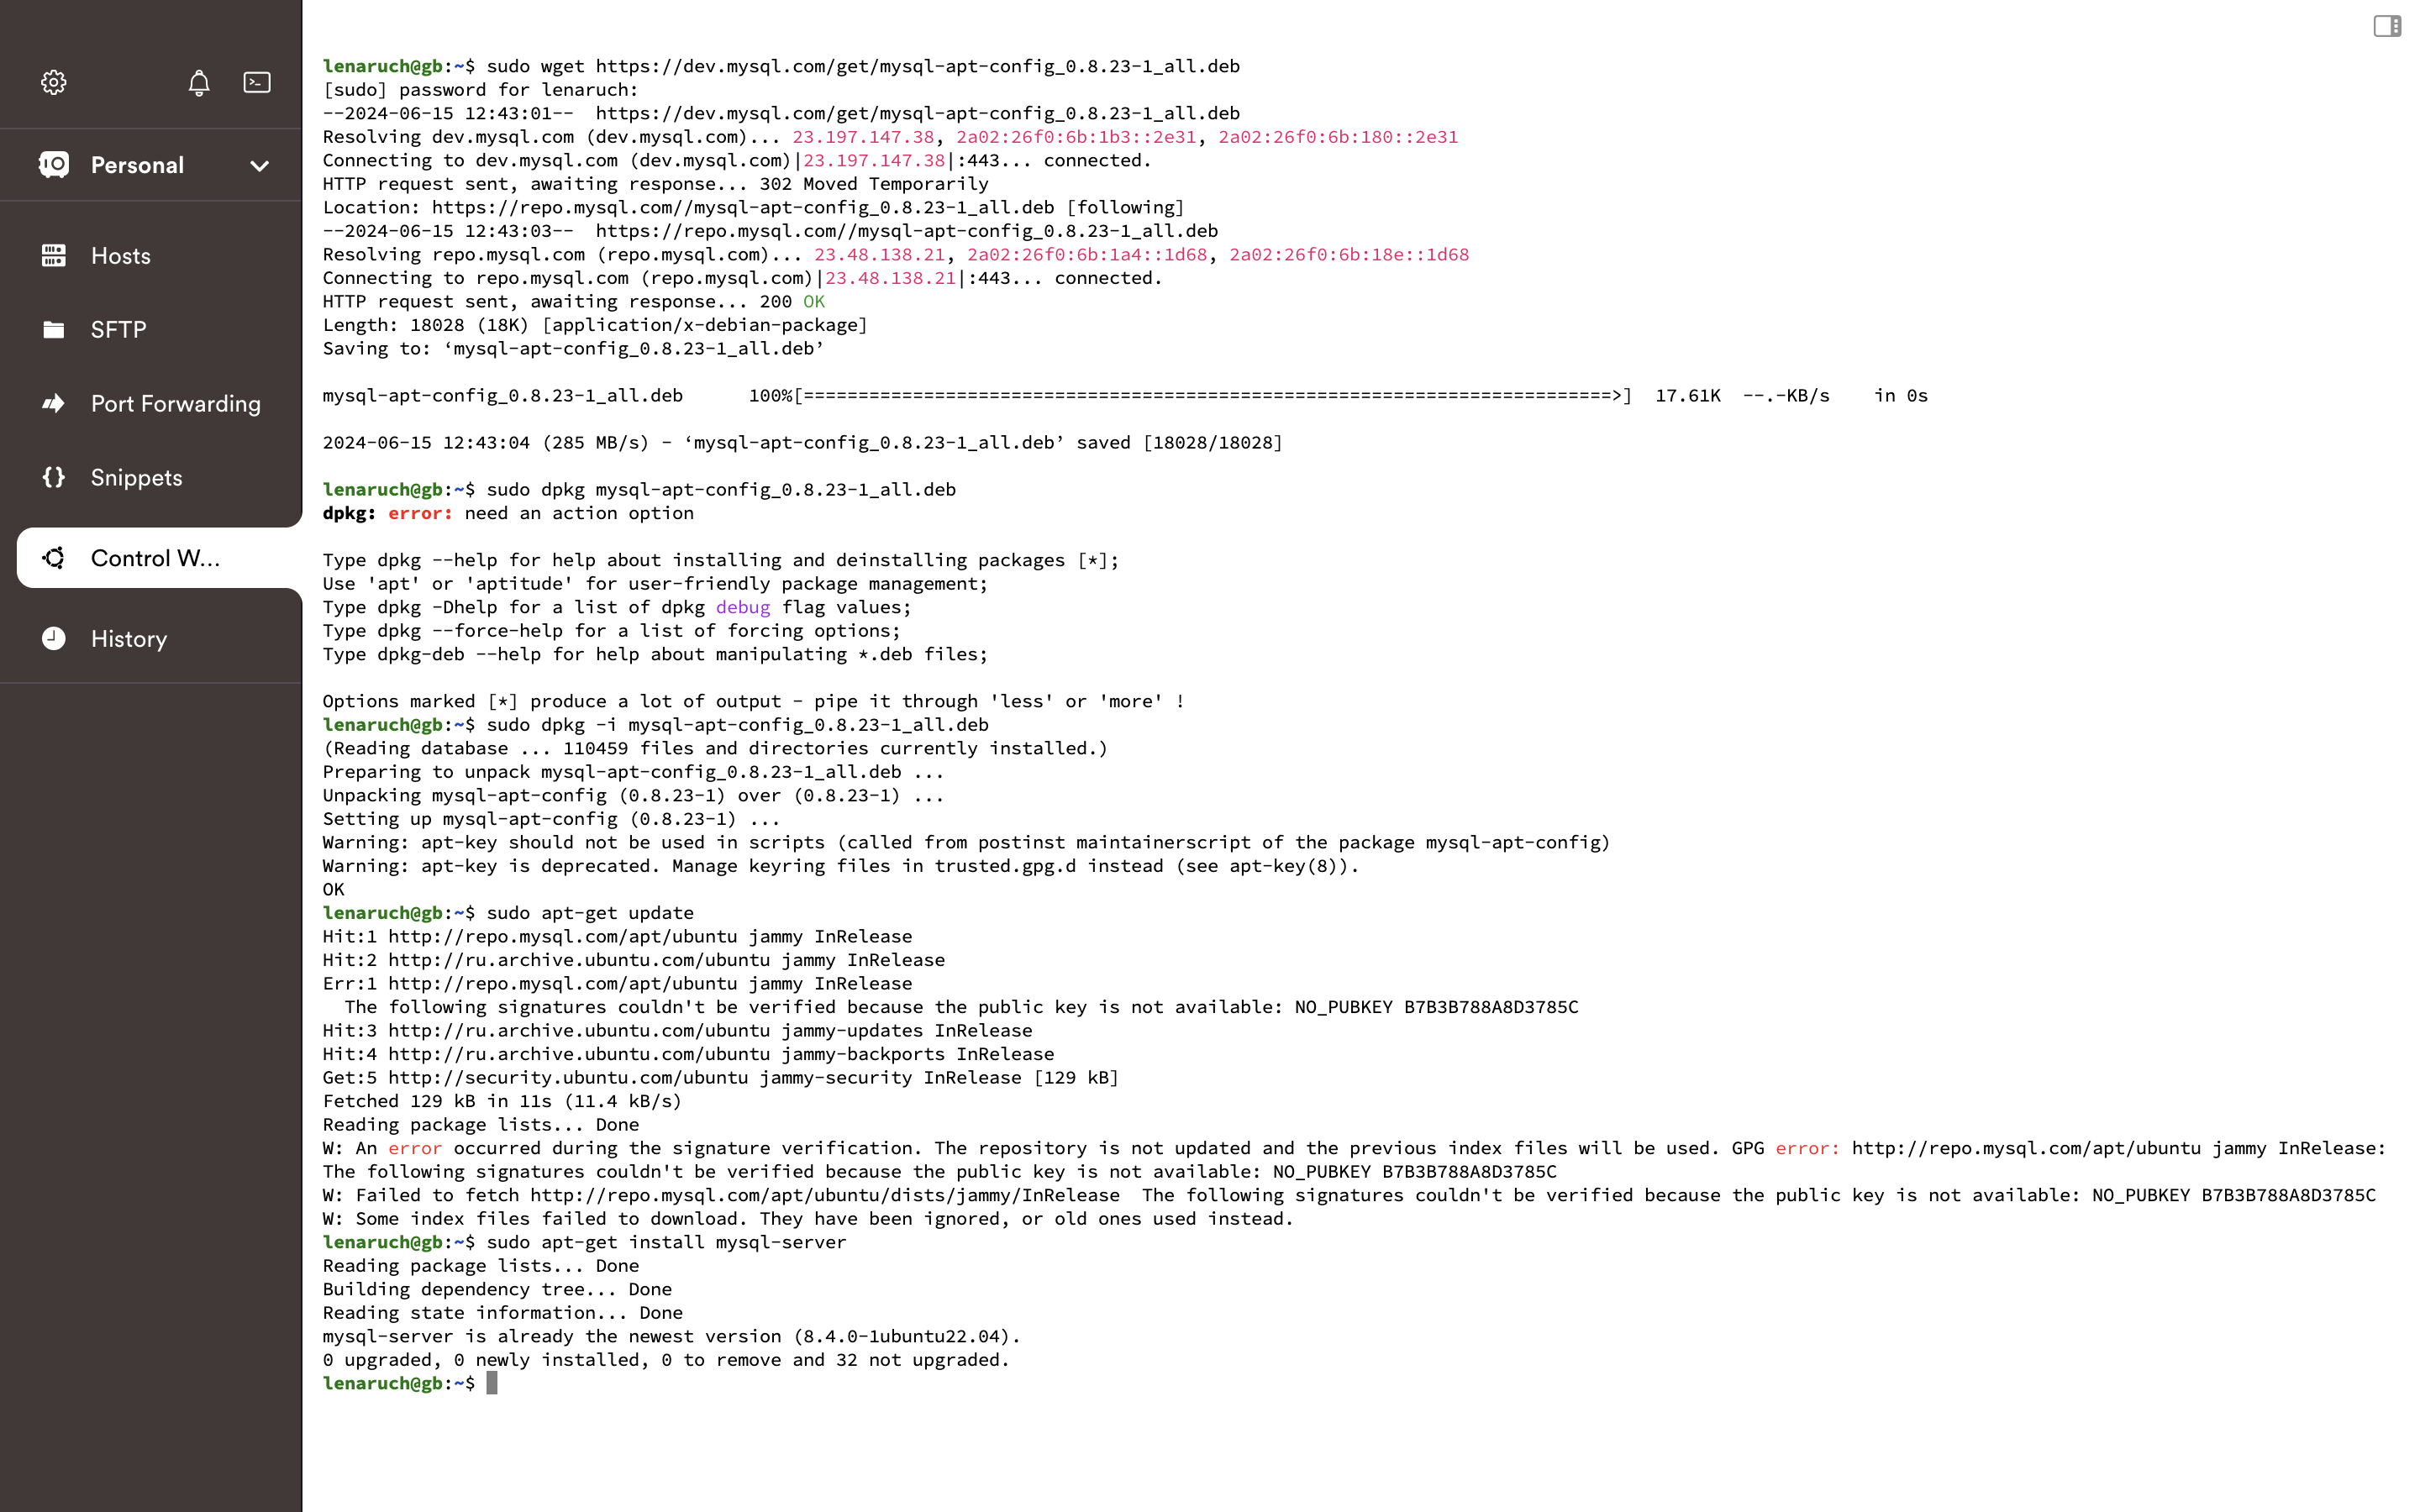 Personal
Hosts
SFTP
Port Forwarding
Snippets
Control W...
History
lenaruch@gb:~$ sudo wget https://dev.mysql.com/get/mysql-apt-config_0.8.23-1_all.deb
[sudo] password for lenaruch:
--2024-06-15 12:43:01--  https://dev.mysql.com/get/mysql-apt-config_0.8.23-1_all.deb
Resolving dev.mysql.com (dev.mysql.com)... 23.197.147.38, 2a02:26f0:6b:1b3::2e31, 2a02:26f0:6b:180::2e31
Connecting to dev.mysql.com (dev.mysql.com)|23.197.147.38|:443... connected.
HTTP request sent, awaiting response... 302 Moved Temporarily
Location: https://repo.mysql.com//mysql-apt-config_0.8.23-1_all.deb [following]
--2024-06-15 12:43:03--  https://repo.mysql.com//mysql-apt-config_0.8.23-1_all.deb
Resolving repo.mysql.com (repo.mysql.com)... 23.48.138.21, 2a02:26f0:6b:1a4::1d68, 2a02:26f0:6b:18e::1d68
Connecting to repo.mysql.com (repo.mysql.com)|23.48.138.21|:443... connected.
HTTP request sent, awaiting response... 200 OK
Length: 18028 (18K) [application/x-debian-package]
Saving to: ‘mysql-apt-config_0.8.23-1_all.deb’
mysql-apt-config_0.8.23-1_all.deb      100%[==========================================================================>]  17.61K  --.-KB/s    in 0s
2024-06-15 12:43:04 (285 MB/s) - ‘mysql-apt-config_0.8.23-1_all.deb’ saved [18028/18028]
lenaruch@gb:~$ sudo dpkg mysql-apt-config_0.8.23-1_all.deb
dpkg: error: need an action option
Type dpkg --help for help about installing and deinstalling packages [*];
Use 'apt' or 'aptitude' for user-friendly package management;
Type dpkg -Dhelp for a list of dpkg debug flag values;
Type dpkg --force-help for a list of forcing options;
Type dpkg-deb --help for help about manipulating *.deb files;
Options marked [*] produce a lot of output - pipe it through 'less' or 'more' !
lenaruch@gb:~$ sudo dpkg -i mysql-apt-config_0.8.23-1_all.deb
(Reading database ... 110459 files and directories currently installed.)
Preparing to unpack mysql-apt-config_0.8.23-1_all.deb ...
Unpacking mysql-apt-config (0.8.23-1) over (0.8.23-1) ...
Setting up mysql-apt-config (0.8.23-1) ...
Warning: apt-key should not be used in scripts (called from postinst maintainerscript of the package mysql-apt-config)
Warning: apt-key is deprecated. Manage keyring files in trusted.gpg.d instead (see apt-key(8)).
OK
lenaruch@gb:~$ sudo apt-get update
Hit:1 http://repo.mysql.com/apt/ubuntu jammy InRelease
Hit:2 http://ru.archive.ubuntu.com/ubuntu jammy InRelease
Err:1 http://repo.mysql.com/apt/ubuntu jammy InRelease
  The following signatures couldn't be verified because the public key is not available: NO_PUBKEY B7B3B788A8D3785C
Hit:3 http://ru.archive.ubuntu.com/ubuntu jammy-updates InRelease
Hit:4 http://ru.archive.ubuntu.com/ubuntu jammy-backports InRelease
Get:5 http://security.ubuntu.com/ubuntu jammy-security InRelease [129 kB]
Fetched 129 kB in 11s (11.4 kB/s)
Reading package lists... Done
W: An error occurred during the signature verification. The repository is not updated and the previous index files will be used. GPG error: http://repo.mysql.com/apt/ubuntu jammy InRelease:
The following signatures couldn't be verified because the public key is not available: NO_PUBKEY B7B3B788A8D3785C
W: Failed to fetch http://repo.mysql.com/apt/ubuntu/dists/jammy/InRelease  The following signatures couldn't be verified because the public key is not available: NO_PUBKEY B7B3B788A8D3785C
W: Some index files failed to download. They have been ignored, or old ones used instead.
lenaruch@gb:~$ sudo apt-get install mysql-server
Reading package lists... Done
Building dependency tree... Done
Reading state information... Done
mysql-server is already the newest version (8.4.0-1ubuntu22.04).
0 upgraded, 0 newly installed, 0 to remove and 32 not upgraded.
lenaruch@gb:~$